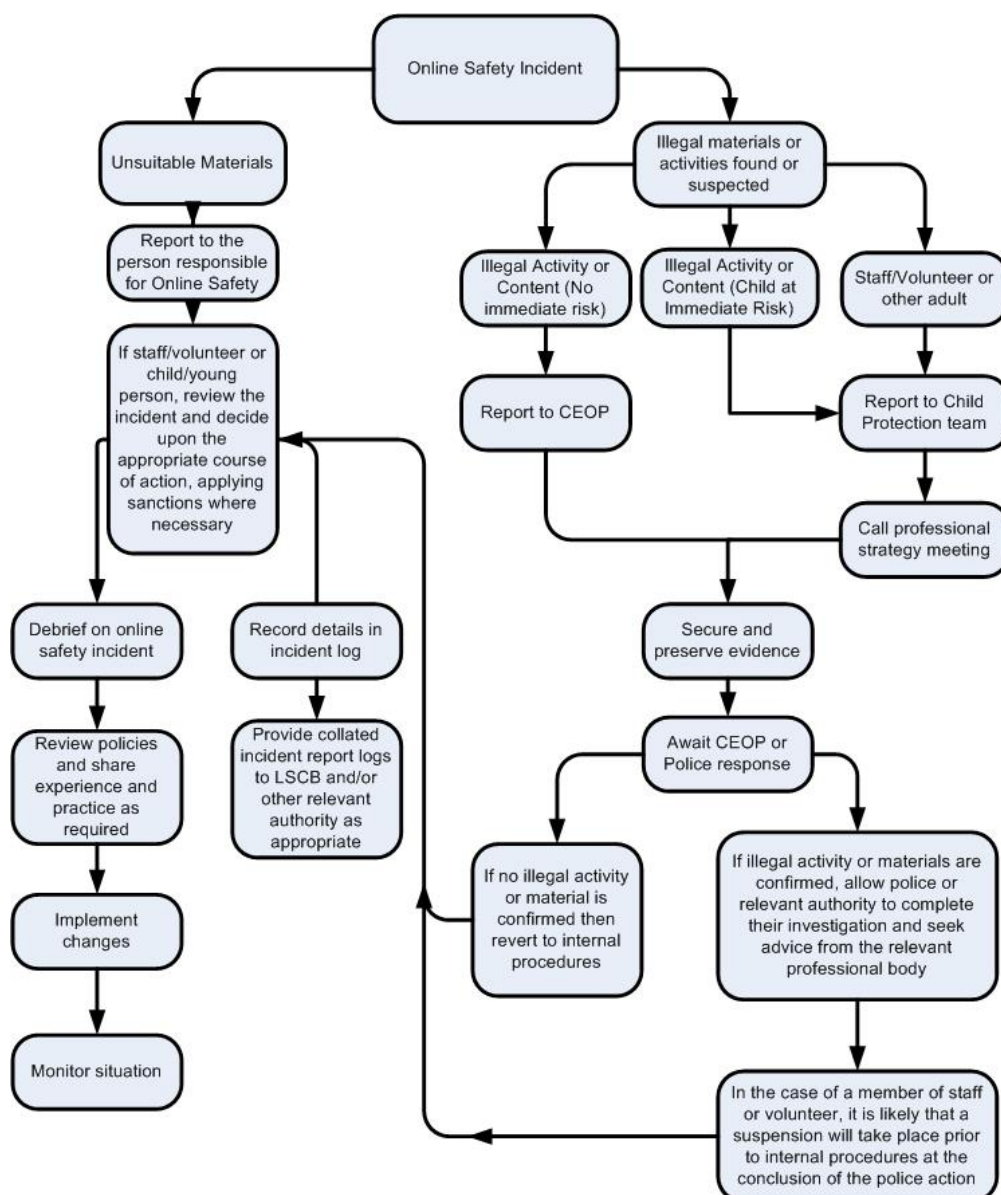 Online Safety Incident
Unsuitable Materials
Report to the
person responsible
for Online Safety
If staff/volunteer or
child/young
person, review the
incident and decide
upon the
appropriate course
of action, applying
sanctions where
necessary
Debrief on online
safety incident
Review policies
and share
experience and
practice as
required
Implement
changes
Monitor situation
Record details in
incident log
Provide collated
incident report logs
to LSCB and/or
other relevant
authority as
appropriate
Illegal materials or
activities found or
suspected
Illegal Activity or
Content (No
immediate risk)
Illegal Activity or
Content (Child at
Immediate Risk)
Staff/Volunteer or
other adult
Report to CEOP
Report to Child
Protection team
Call professional
strategy meeting
Secure and
preserve evidence
Await CEOP or
Police response
If no illegal activity
or material is
confirmed then
revert to internal
procedures
If illegal activity or materials are
confirmed, allow police or
relevant authority to complete
their investigation and seek
advice from the relevant
professional body
In the case of a member of staff
or volunteer, it is likely that a
suspension will take place prior
to internal procedures at the
conclusion of the police action